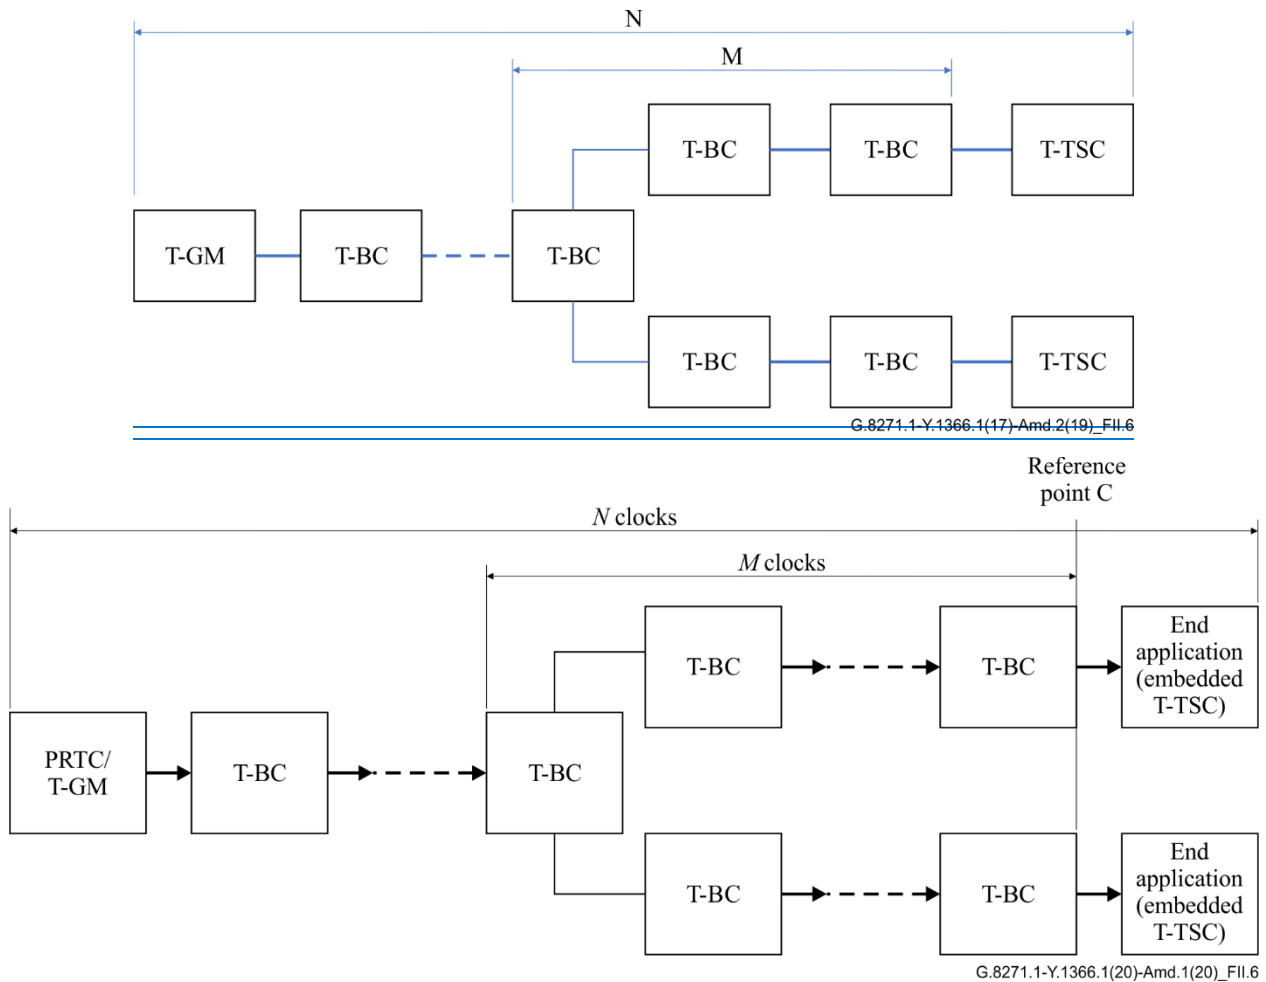 N
M
T-BC T-BC T-TSC
T-GM T-BC T-BC
T-BC T-BC T-TSC
G.8271.1-Y.1366.1(17)-Amd.2(19)_FII.6
Reference
point C
N clocks
M clocks
T-BC T-BC
End
application
(embedded
T-TSC)
PRTC/
T-GM
T-BC T-BC
T-BC T-BC
End
application
(embedded
T-TSC)
G.8271.1-Y.1366.1(20)-Amd.1(20)_FII.6